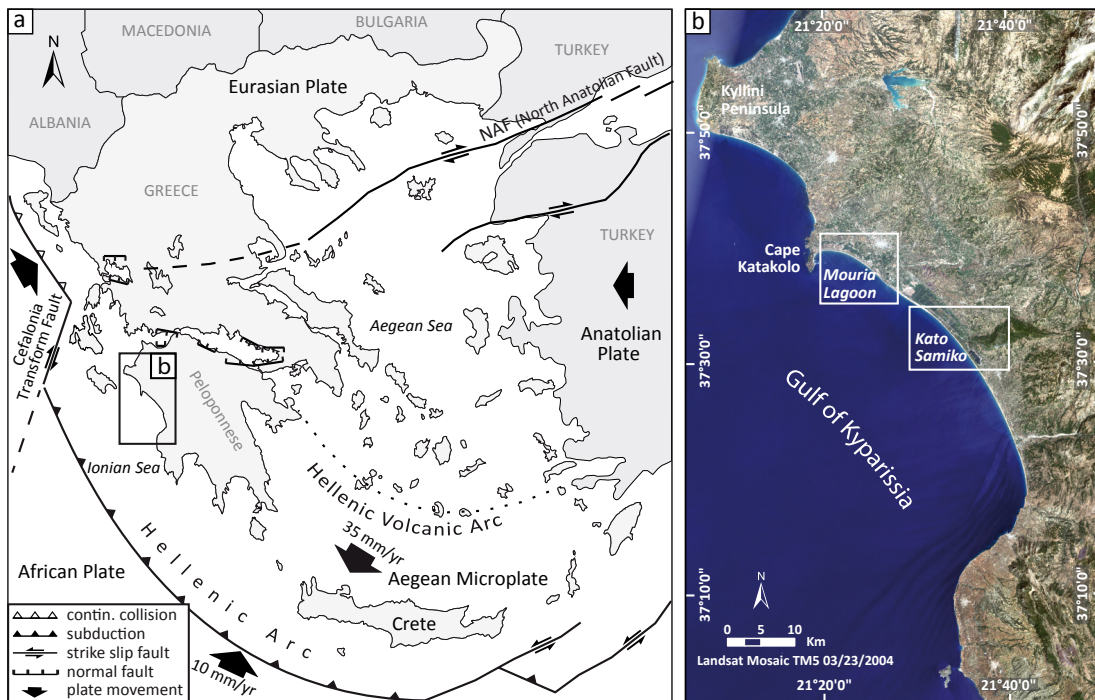 a
MACEDONIA
BULGARIA
TURKEY
N
Eurasian Plate
NAF (North Anatolian Fault)
ALBANIA
GREECE
TURKEY
Cefalonia
Transform Fault
Aegean Sea
Anatolian
Plate
b
Peloponnese
Ionian Sea
Hellenic Volcanic Arc
35 mm/yr
Hellenic Arc
African Plate
Aegean Microplate
Crete
10 mm/yr
contin. collision
subduction
strike slip fault
normal fault
plate movement
b
21°20'0"
21°40'0"
Kyllini
Peninsula
37°50'0"
37°50'0"
Cape
Katakolo
Mouria
Lagoon
Kato
Samiko
37°30'0"
37°30'0"
Gulf of Kyparissia
37°10'0"
37°10'0"
N
0 5 10
Km
Landsat Mosaic TM5 03/23/2004
21°20'0"
21°40'0"